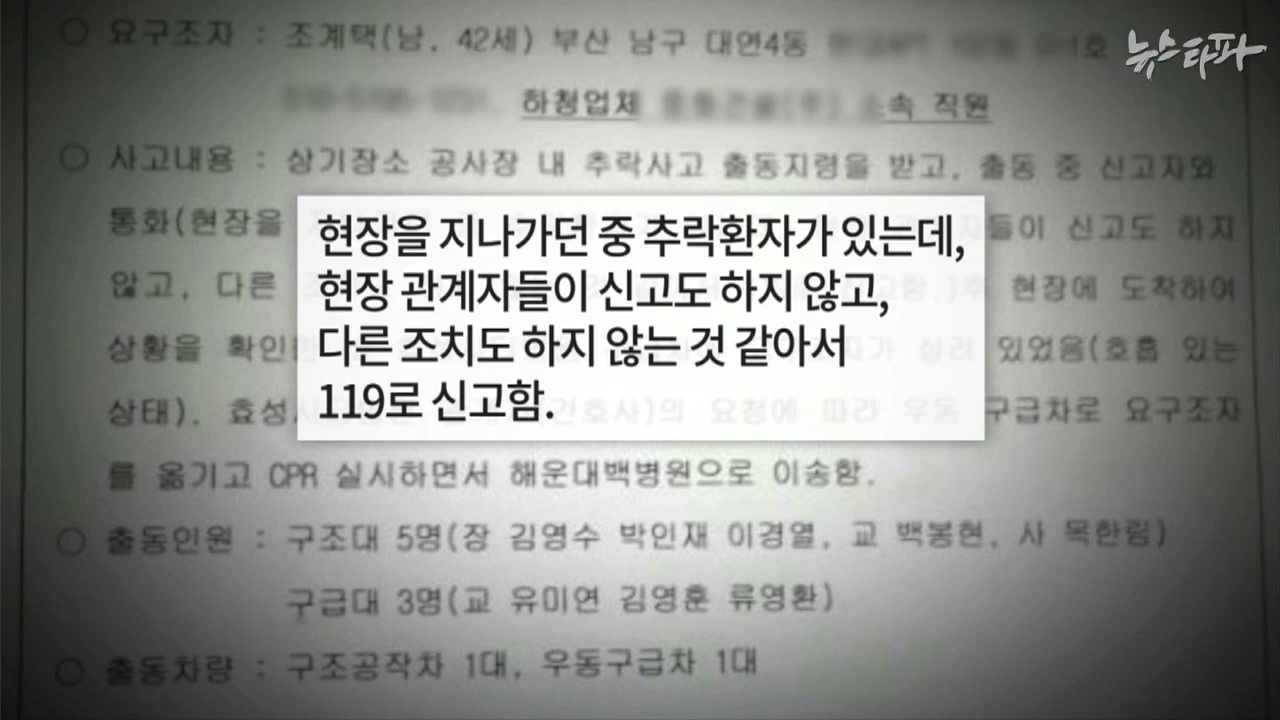 ○ 요구조자 : 조계택(남, 42세) 부산 남구 대연4동 1호
뉴스타파
하청업체 소속 직원
○ 사고내용 : 상기장소 공사장 내 추락사고 출동지령을 받고, 출동 중 신고자와
통화(현장을 들이 신고도 하지
현장을 지나가던 중 추락환자가 있는데,
않고, 다른 현장에 도착하여
현장 관계자들이 신고도 하지 않고,
상황을 확인 실려 있었음(호흡 있는
다른 조치도 하지 않는 것 같아서
상태). 효성 의 요청에 따라 우동 구급차로 요구조자
119로 신고함.
를 옮기고 CPR 실시하면서 해운대백병원으로 이송함.
○ 출동인원 : 구조대 5명(장 김영수 박인재 이경열, 교 백봉현, 사 목한림)
구급대 3명(교 유미연 김영훈 류영환)
○ 출동차량 : 구조공작차 1대, 우동구급차 1대